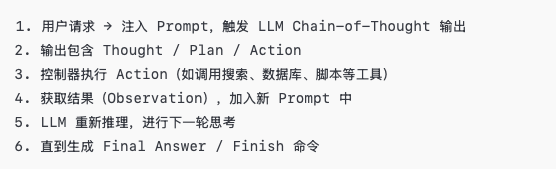 1. 用户请求 → 注入 Prompt，触发 LLM Chain-of-Thought 输出
2. 输出包含 Thought / Plan / Action
3. 控制器执行 Action（如调用搜索、数据库、脚本等工具）
4. 获取结果（Observation），加入新 Prompt 中
5. LLM 重新推理，进行下一轮思考
6. 直到生成 Final Answer / Finish 命令